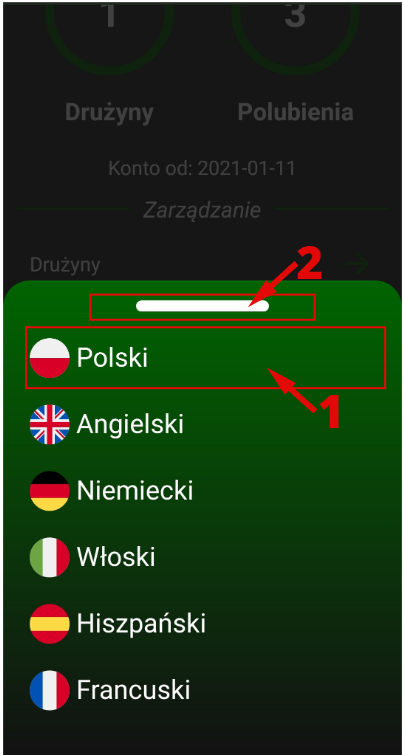 1 3
Drużyny Polubienia
Konto od: 2021-01-11
Zarządzanie
Drużyny
2
Polski
1
Angielski
Niemiecki
Włoski
Hiszpański
Francuski